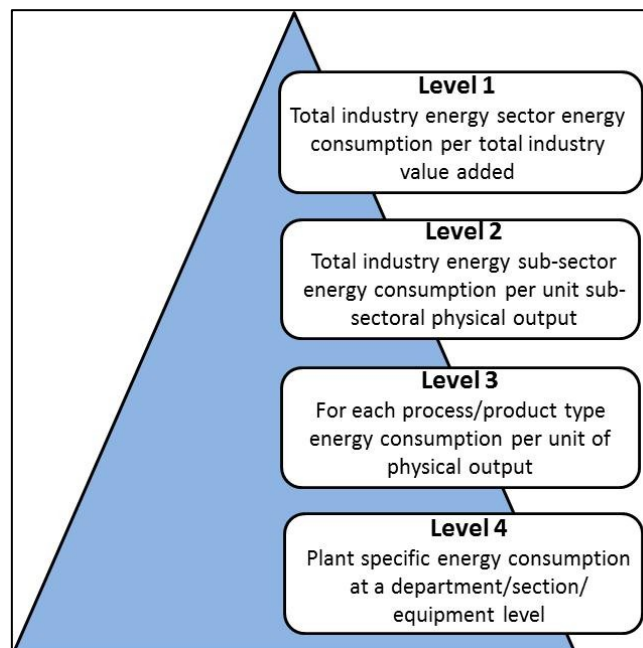 Level 1
Total industry energy sector energy
consumption per total industry
value added
Level 2
Total industry energy sub-sector
energy consumption per unit sub-
sectoral physical output
Level 3
For each process/product type
energy consumption per unit of
physical output
Level 4
Plant specific energy consumption
at a department/section/
equipment level